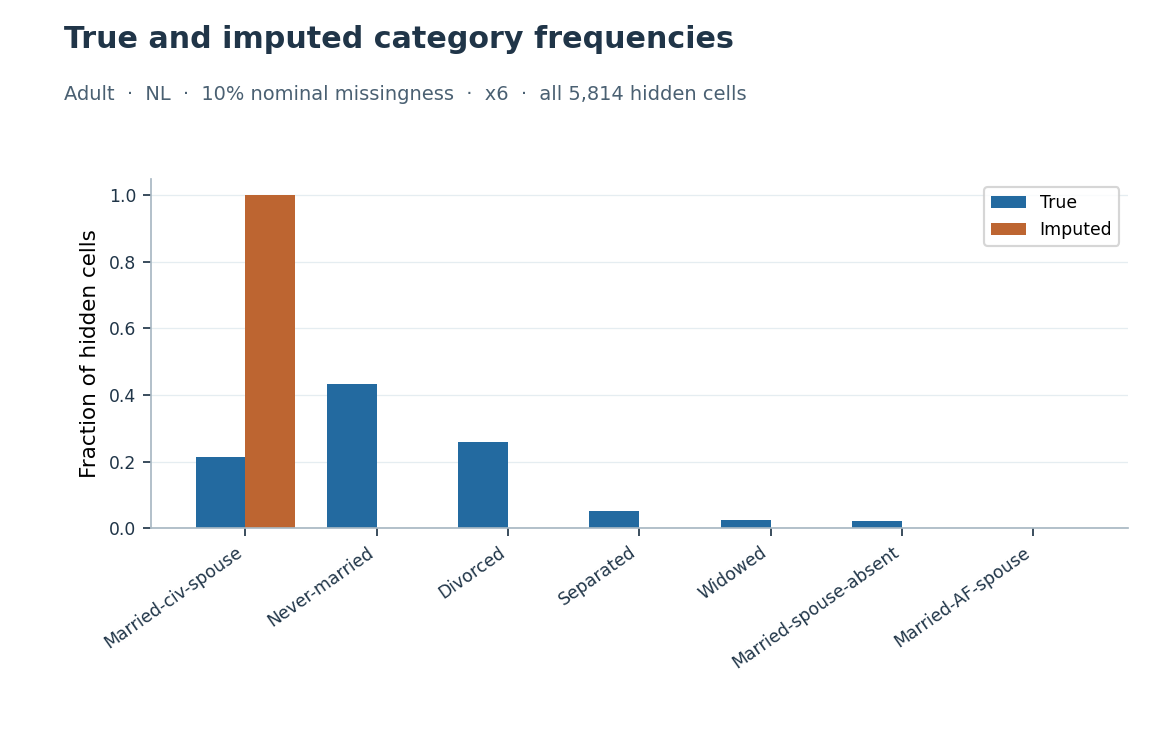 True and imputed category frequencies
Adult · NL · 10% nominal missingness · x6 · all 5,814 hidden cells
Fraction of hidden cells
1.0
0.8
0.6
0.4
0.2
0.0
True
Imputed
Married-civ-spouse
Never-married
Divorced
Separated
Widowed
Married-spouse-absent
Married-AF-spouse